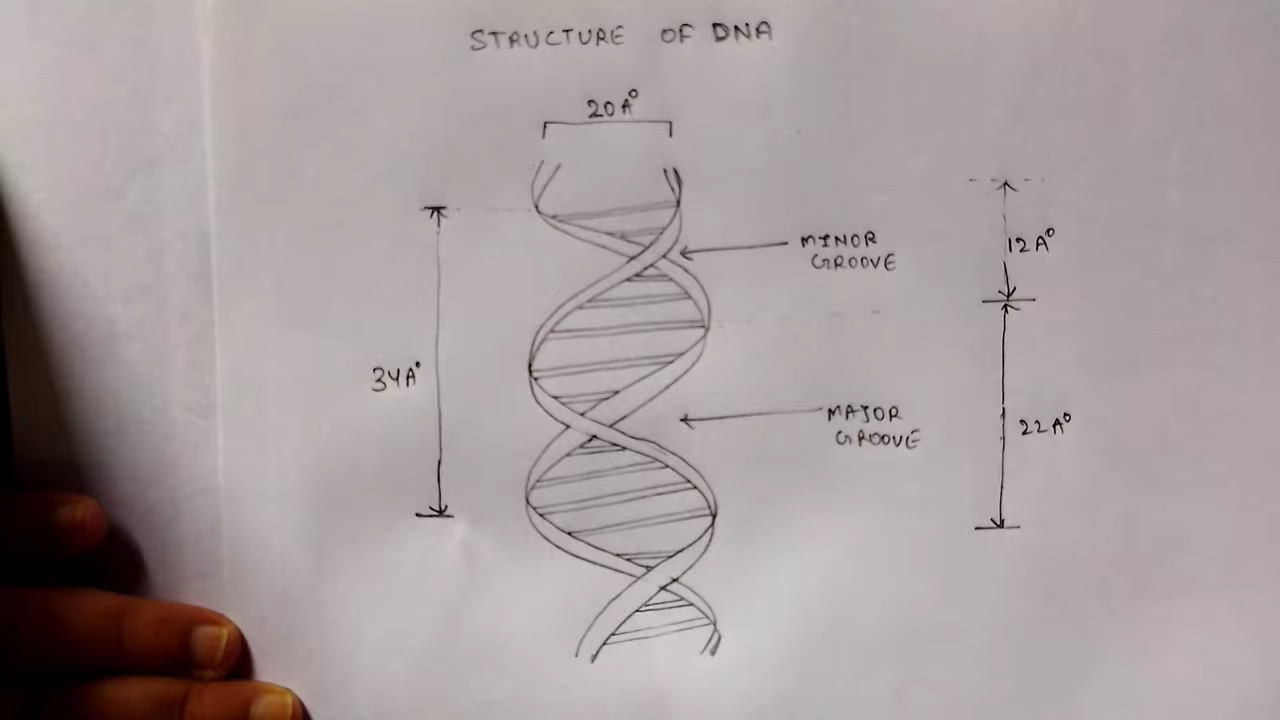 STRUCTURE OF DNA
20A°
MINOR
GROOVE
12A°
34A°
MAJOR
GROOVE
22A°